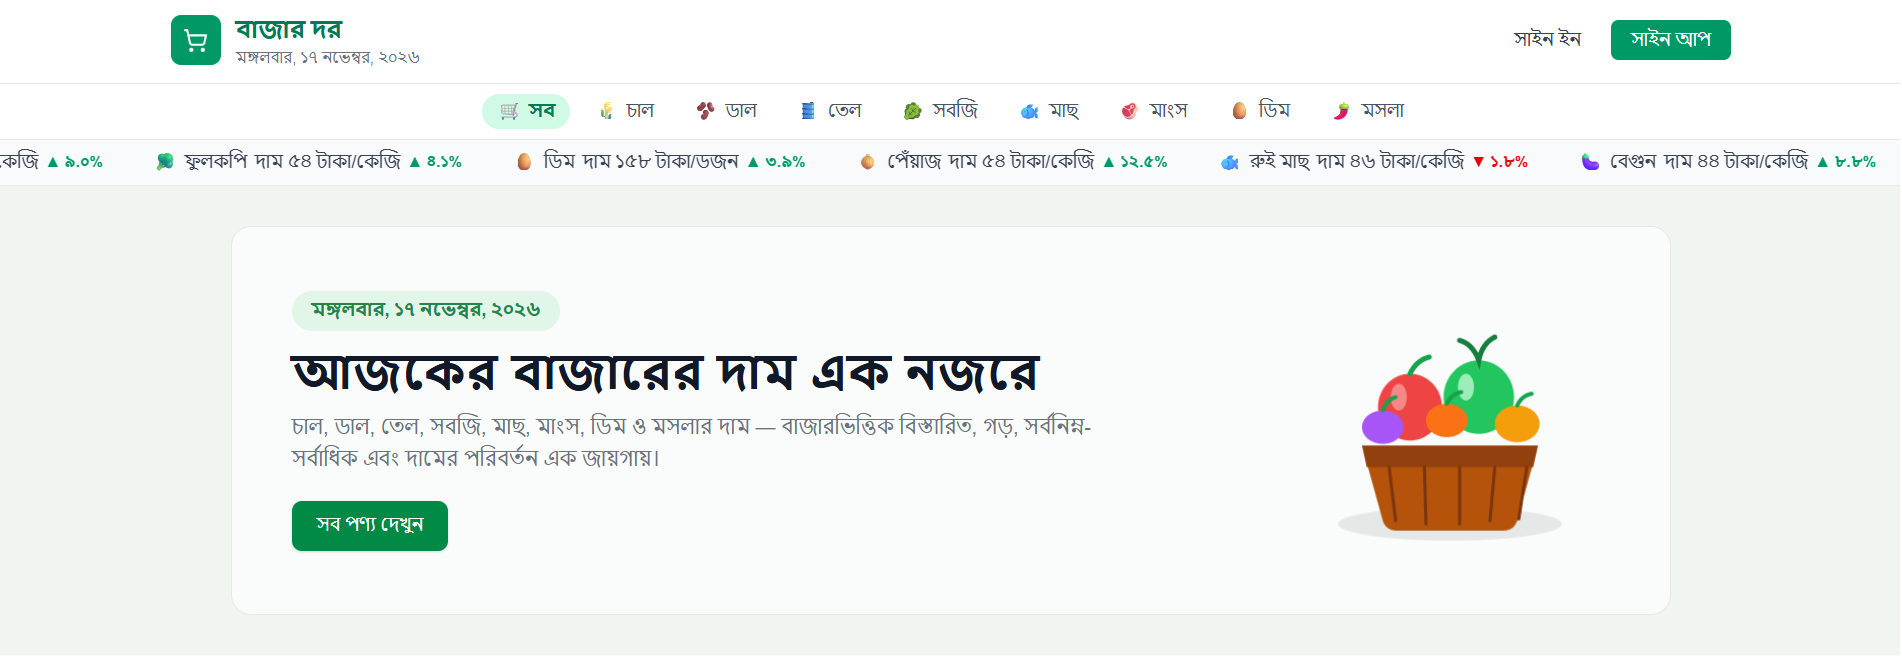 বাজার দর
মঙ্গলবার, ১৭ নভেম্বর, ২০২৬
সাইন ইন
সাইন আপ
সব চাল ডাল তেল সবজি মাছ মাংস ডিম মসলা
কেজি ▲ ৯.০% ফুলকপি দাম ৫৪ টাকা/কেজি ▲ ৪.১% ডিম দাম ১৫৮ টাকা/ডজন ▲ ৩.৯% পেঁয়াজ দাম ৫৪ টাকা/কেজি ▲ ১২.৫% রুই মাছ দাম ৪৬ টাকা/কেজি ▼ ১.৮% বেগুন দাম ৪৪ টাকা/কেজি ▲ ৮.৮%
মঙ্গলবার, ১৭ নভেম্বর, ২০২৬
আজকের বাজারের দাম এক নজরে
চাল, ডাল, তেল, সবজি, মাছ, মাংস, ডিম ও মসলার দাম — বাজারভিত্তিক বিস্তারিত, গড়, সর্বনিম্ন-
সর্বাধিক এবং দামের পরিবর্তন এক জায়গায়।
সব পণ্য দেখুন